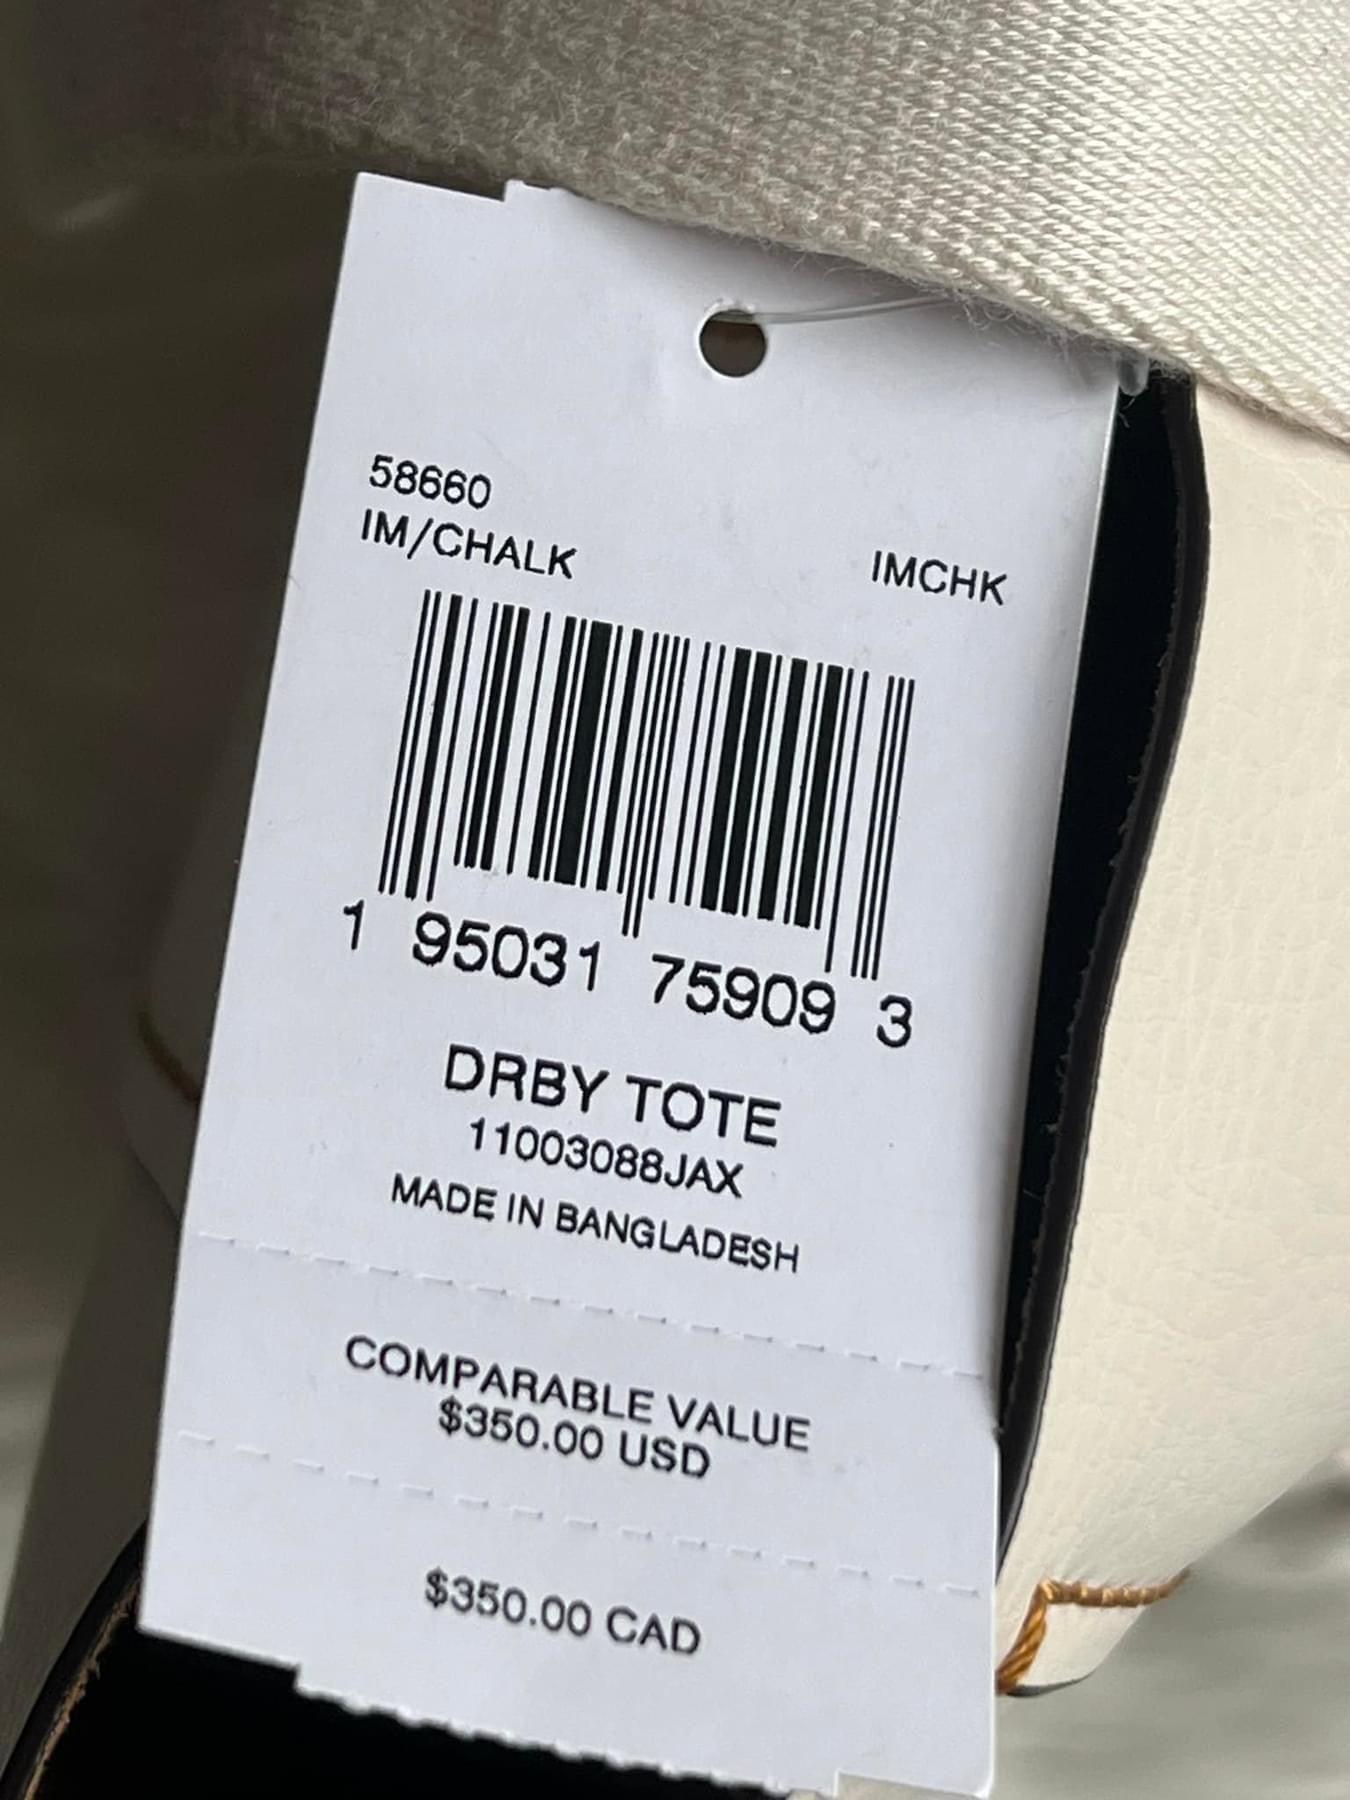 58660
IM/CHALK IMCHK
1 95031 75909 3
DRBY TOTE
11003088JAX
MADE IN BANGLADESH
COMPARABLE VALUE
$350.00 USD
$350.00 CAD